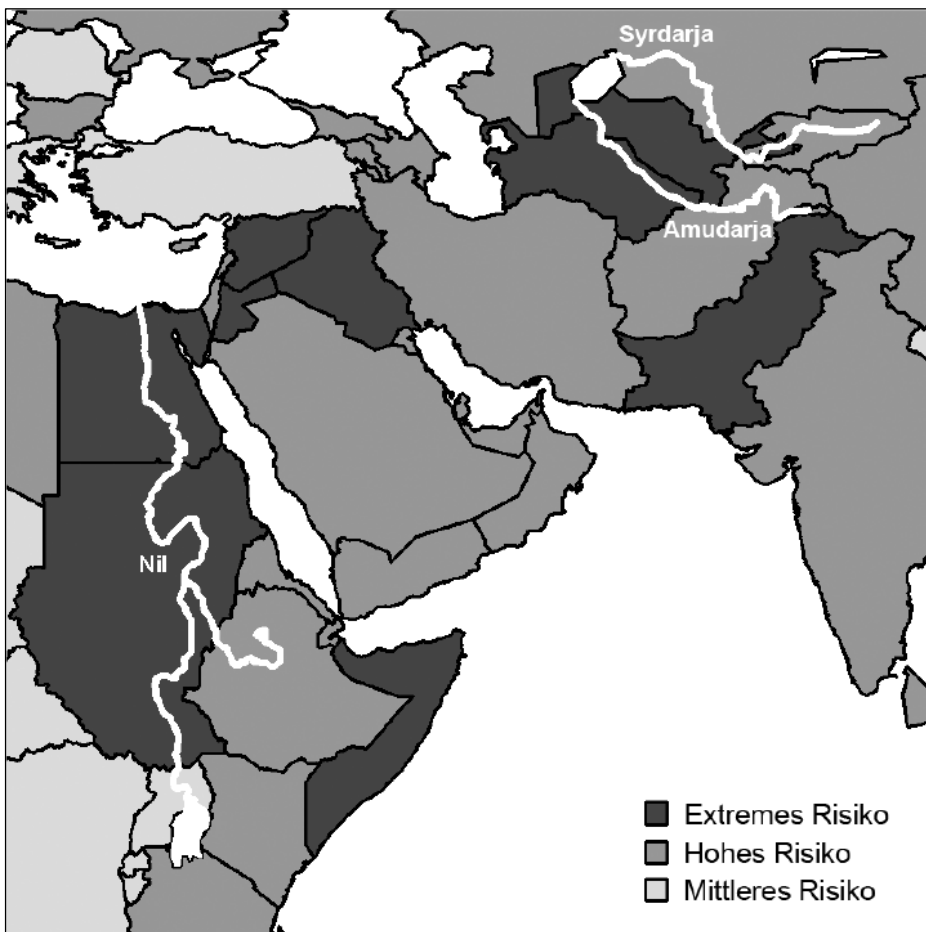 Syrdarja
Amudarja
Nil
Extremes Risiko
Hohes Risiko
Mittleres Risiko